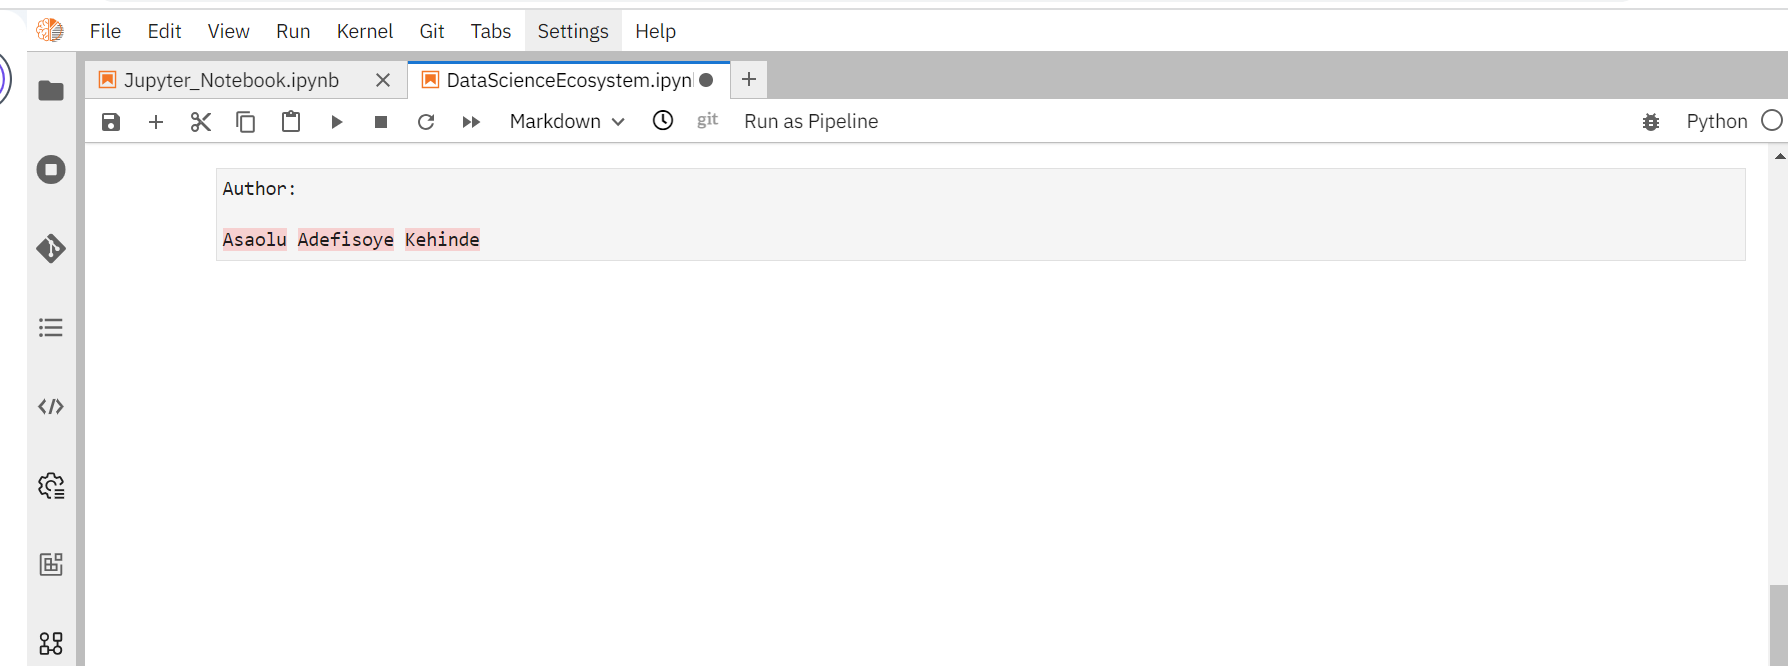 File Edit View Run Kernel Git Tabs Settings Help
Jupyter_Notebook.ipynb DataScienceEcosystem.ipyn
Markdown git Run as Pipeline Python
Author:
Asaolu Adefisoye Kehinde